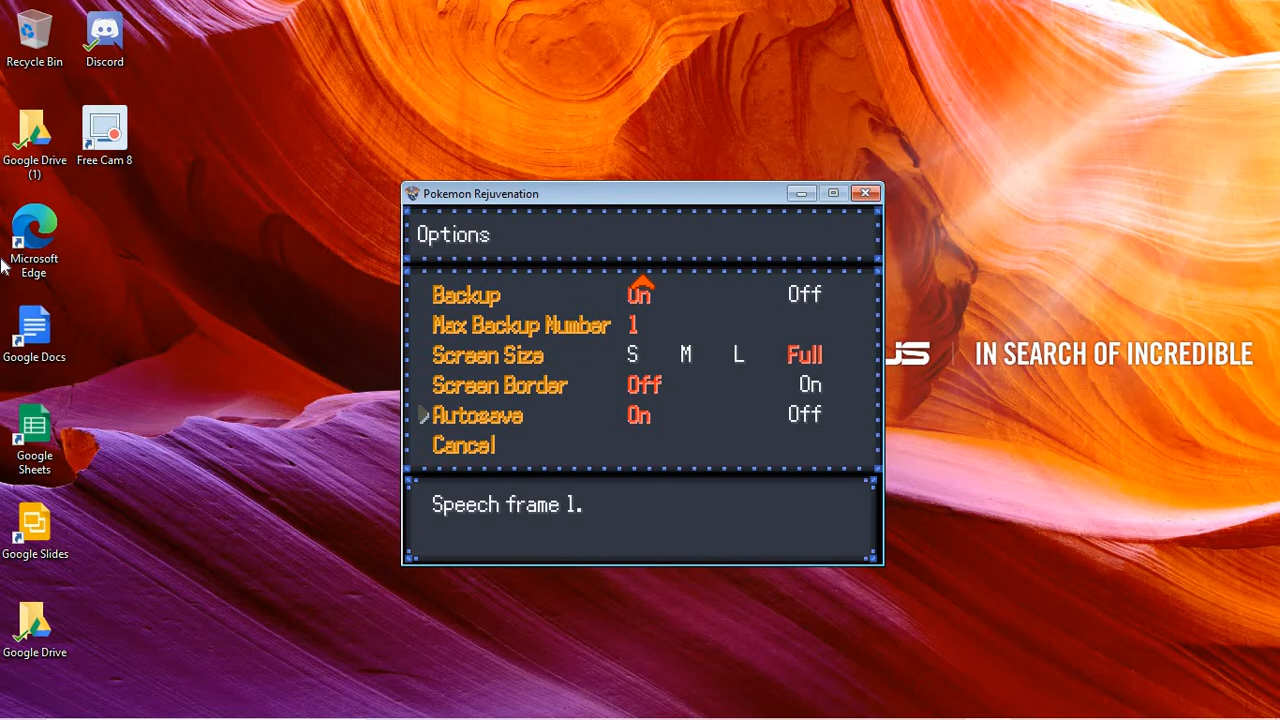 Recycle Bin
Discord
Google Drive
(1)
Free Cam 8
Microsoft
Edge
Google Docs
Google
Sheets
Google Slides
Google Drive
Pokemon Rejuvenation
Options
Backup On Off
Max Backup Number 1
Screen Size S M L Full
Screen Border Off On
Autosave On Off
Cancel
Speech frame 1.
IN SEARCH OF INCREDIBLE